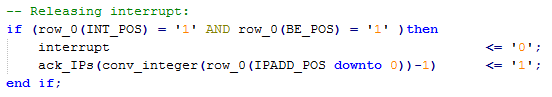 -- Releasing interrupt:
if (row_0(INT_POS) = '1' AND row_0(BE_POS) = '1' )then
interrupt <= '0';
ack_IPs(conv_integer(row_0(IPADD_POS downto 0))-1) <= '1';
end if;